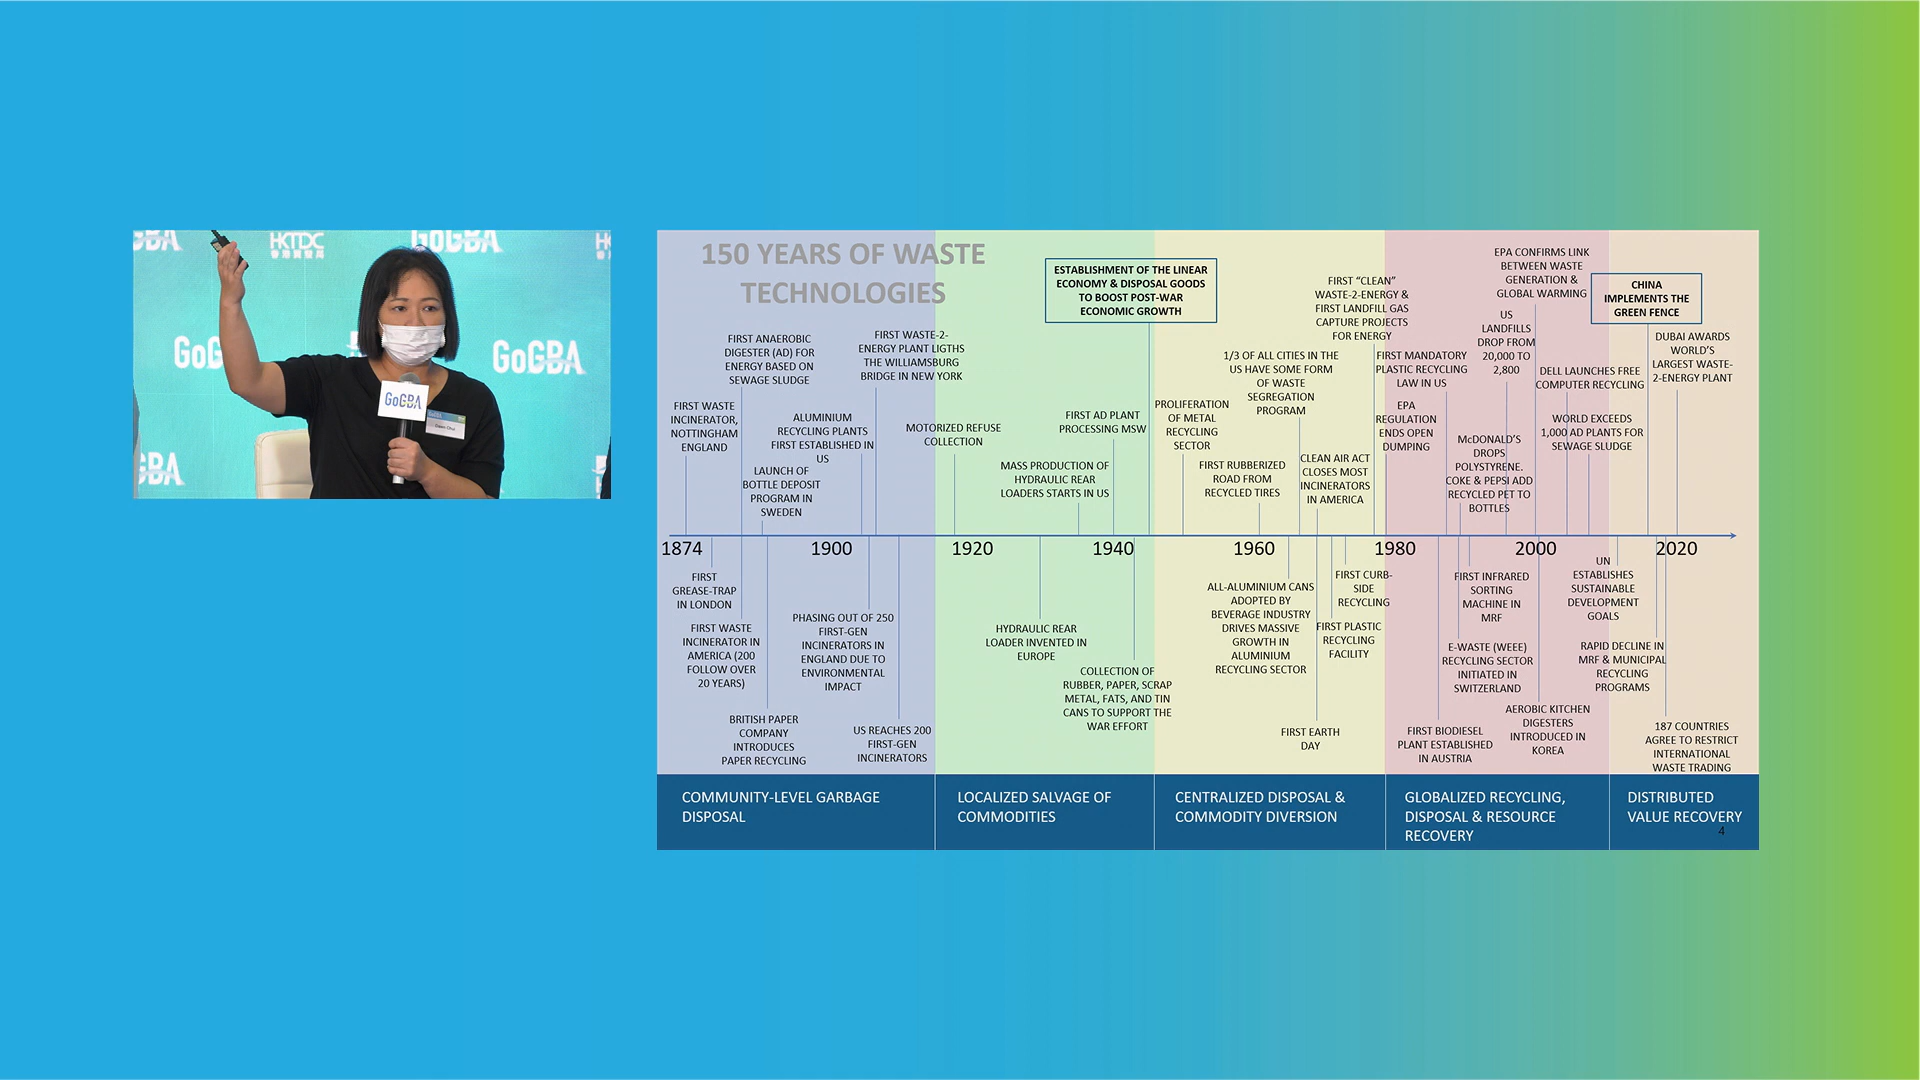 GBA
HKTDC
香港貿發局
GoGBA
GoG
GoGBA
GBA
GoGBA
150 YEARS OF WASTE
TECHNOLOGIES
ESTABLISHMENT OF THE LINEAR
ECONOMY & DISPOSAL GOODS
TO BOOST POST-WAR
ECONOMIC GROWTH
CHINA
IMPLEMENTS THE
GREEN FENCE
FIRST WASTE
INCINERATOR,
NOTTINGHAM
ENGLAND
FIRST ANAEROBIC
DIGESTER (AD) FOR
ENERGY BASED ON
SEWAGE SLUDGE
LAUNCH OF
BOTTLE DEPOSIT
PROGRAM IN
SWEDEN
ALUMINIUM
RECYCLING PLANTS
FIRST ESTABLISHED IN
US
FIRST WASTE-2-
ENERGY PLANT LIGTHS
THE WILLIAMSBURG
BRIDGE IN NEW YORK
MOTORIZED REFUSE
COLLECTION
MASS PRODUCTION OF
HYDRAULIC REAR
LOADERS STARTS IN US
FIRST AD PLANT
PROCESSING MSW
PROLIFERATION
OF METAL
RECYCLING
SECTOR
FIRST RUBBERIZED
ROAD FROM
RECYCLED TIRES
1/3 OF ALL CITIES IN THE
US HAVE SOME FORM
OF WASTE
SEGREGATION
PROGRAM
CLEAN AIR ACT
CLOSES MOST
INCINERATORS
IN AMERICA
FIRST “CLEAN”
WASTE-2-ENERGY &
FIRST LANDFILL GAS
CAPTURE PROJECTS
FOR ENERGY
FIRST MANDATORY
PLASTIC RECYCLING
LAW IN US
EPA
REGULATION
ENDS OPEN
DUMPING
McDONALD’S
DROPS
POLYSTYRENE.
COKE & PEPSI ADD
RECYCLED PET TO
BOTTLES
US
LANDFILLS
DROP FROM
20,000 TO
2,800
EPA CONFIRMS LINK
BETWEEN WASTE
GENERATION &
GLOBAL WARMING
DELL LAUNCHES FREE
COMPUTER RECYCLING
WORLD EXCEEDS
1,000 AD PLANTS FOR
SEWAGE SLUDGE
DUBAI AWARDS
WORLD’S
LARGEST WASTE-
2-ENERGY PLANT
1874 1900 1920 1940 1960 1980 2000 2020
FIRST
GREASE-TRAP
IN LONDON
FIRST WASTE
INCINERATOR IN
AMERICA (200
FOLLOW OVER
20 YEARS)
BRITISH PAPER
COMPANY
INTRODUCES
PAPER RECYCLING
PHASING OUT OF 250
FIRST-GEN
INCINERATORS IN
ENGLAND DUE TO
ENVIRONMENTAL
IMPACT
US REACHES 200
FIRST-GEN
INCINERATORS
HYDRAULIC REAR
LOADER INVENTED IN
EUROPE
COLLECTION OF
RUBBER, PAPER, SCRAP
METAL, FATS, AND TIN
CANS TO SUPPORT THE
WAR EFFORT
ALL-ALUMINIUM CANS
ADOPTED BY
BEVERAGE INDUSTRY
DRIVES MASSIVE
GROWTH IN
ALUMINIUM
RECYCLING SECTOR
FIRST EARTH
DAY
FIRST PLASTIC
RECYCLING
FACILITY
FIRST CURB-
SIDE
RECYCLING
FIRST BIODIESEL
PLANT ESTABLISHED
IN AUSTRIA
E-WASTE (WEEE)
RECYCLING SECTOR
INITIATED IN
SWITZERLAND
FIRST INFRARED
SORTING
MACHINE IN
MRF
AEROBIC KITCHEN
DIGESTERS
INTRODUCED IN
KOREA
UN
ESTABLISHES
SUSTAINABLE
DEVELOPMENT
GOALS
RAPID DECLINE IN
MRF & MUNICIPAL
RECYCLING
PROGRAMS
187 COUNTRIES
AGREE TO RESTRICT
INTERNATIONAL
WASTE TRADING
COMMUNITY-LEVEL GARBAGE
DISPOSAL
LOCALIZED SALVAGE OF
COMMODITIES
CENTRALIZED DISPOSAL &
COMMODITY DIVERSION
GLOBALIZED RECYCLING,
DISPOSAL & RESOURCE
RECOVERY
DISTRIBUTED
VALUE RECOVERY
4